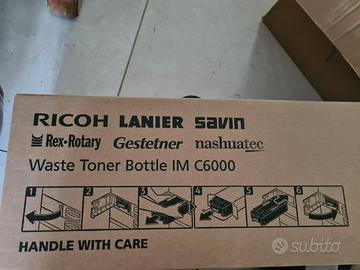 RICOH LANIER savin
Rex-Rotary Gestetner nashuatec
Waste Toner Bottle IM C6000
1 2 3 4 5 6
HANDLE WITH CARE
subito